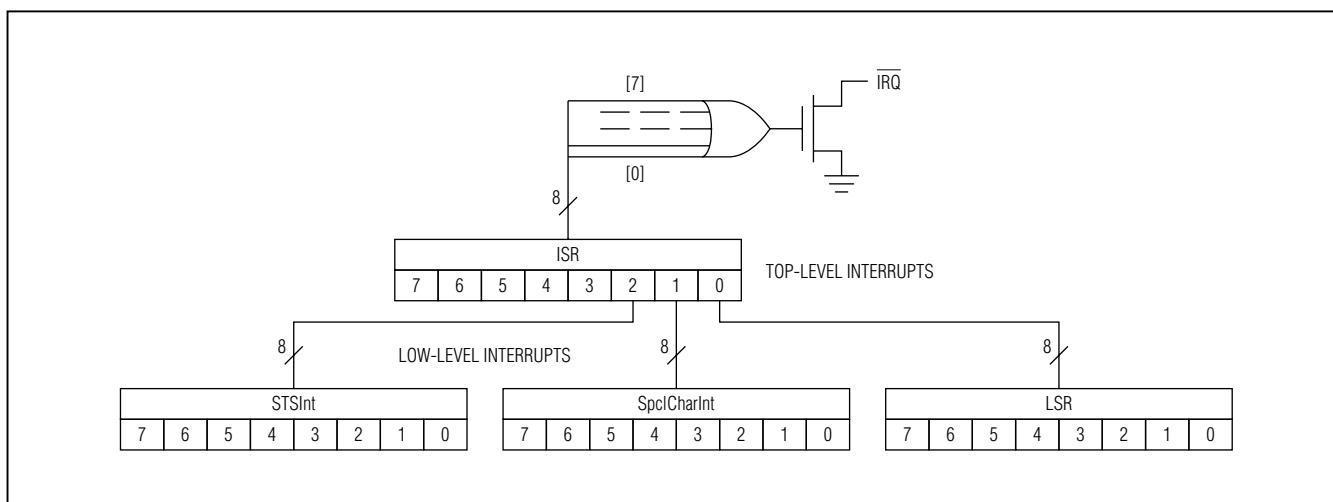 [7]
IRQ
[0]
8
ISR
7 6 5 4 3 2 1 0
TOP-LEVEL INTERRUPTS
8
LOW-LEVEL INTERRUPTS
8
8
STSInt
7 6 5 4 3 2 1 0
SpclCharInt
7 6 5 4 3 2 1 0
LSR
7 6 5 4 3 2 1 0